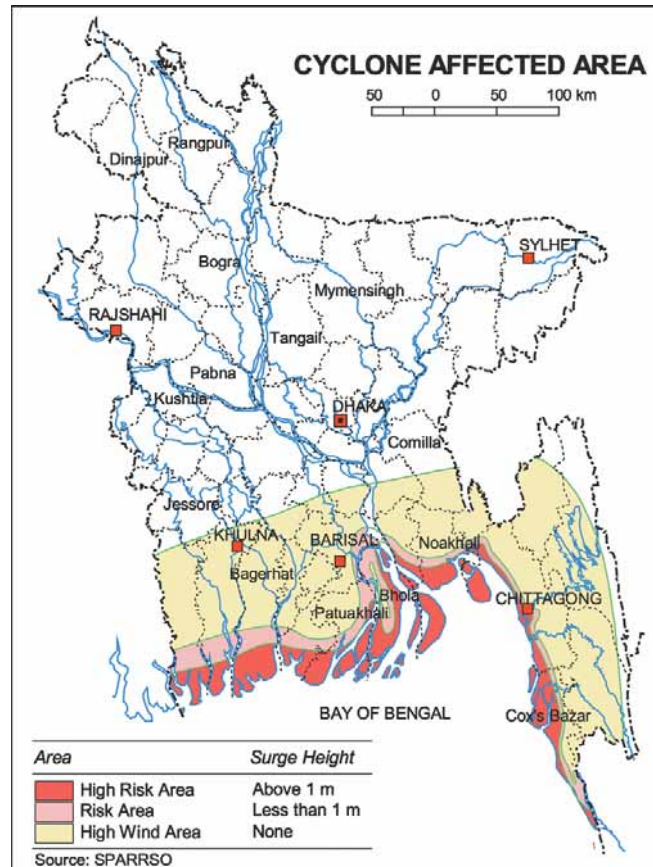 CYCLONE AFFECTED AREA
50 0 50 100 km
Rangpur
Dinajpur
SYLHET
Bogra
Mymensingh
RAJSHAHI
Tangail
Pabna
Kushtia
DHAKA
Comilla
Jessore
KHULNA
BARISAL
Noakhali
Bagerhat
Bhola
CHITTAGONG
Patuakhali
BAY OF BENGAL
Cox's Bazar
Area Surge Height
High Risk Area Above 1 m
Risk Area Less than 1 m
High Wind Area None
Source: SPARRSO